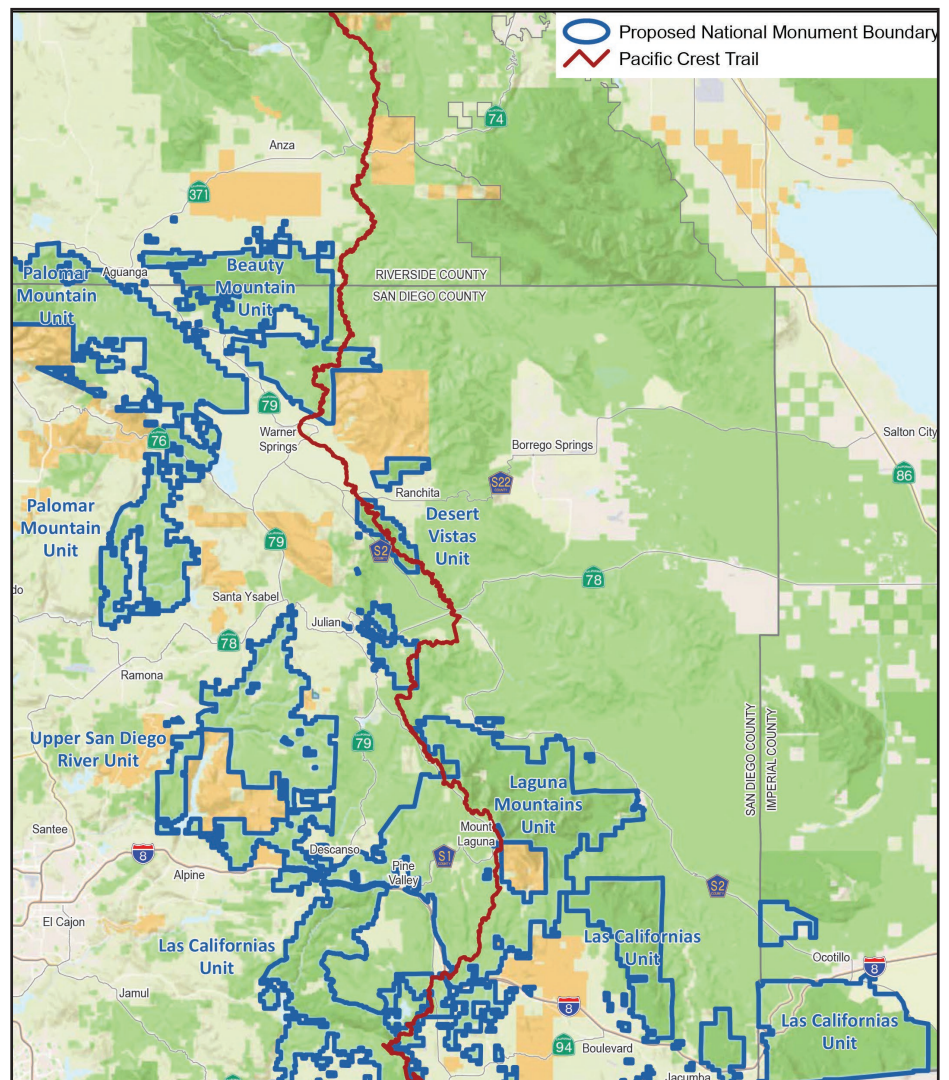 Proposed National Monument Boundary
Pacific Crest Trail
74
Anza
371
Palomar
Mountain
Unit
Aguanga
Beauty
Mountain
Unit
RIVERSIDE COUNTY
SAN DIEGO COUNTY
79
Warner
Springs
76
Borrego Springs
Salton City
86
S22
Ranchita
Palomar
Mountain
Unit
Desert
Vistas
Unit
79
S2
78
do
Santa Ysabel
Julian
78
Ramona
Upper San Diego
River Unit
79
SAN DIEGO COUNTY
IMPERIAL COUNTY
Laguna
Mountains
Unit
Santee
8
Mount
Laguna
Descanso
S1
Alpine
Pine
Valley
S2
El Cajon
Las Californias
Unit
Las Californias
Unit
Ocotillo
8
Jamul
8
Las Californias
Unit
94
Boulevard
Jacumba